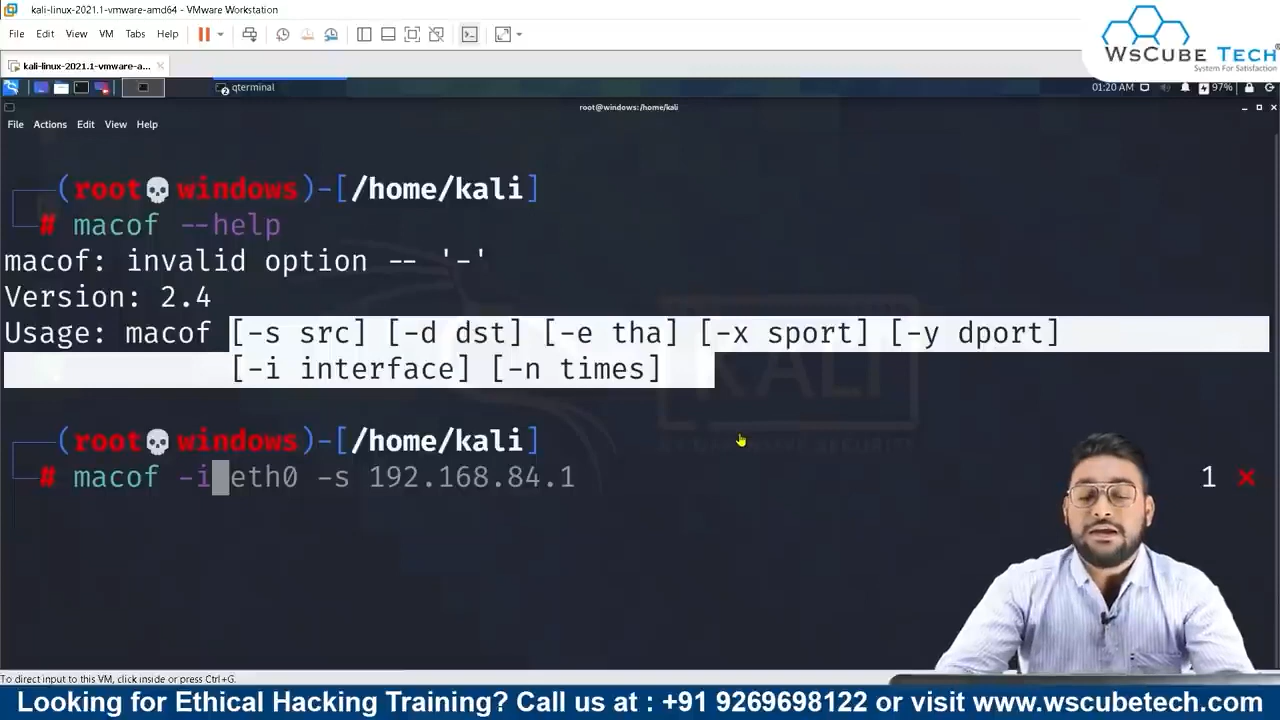 kali-linux-2021.1-vmware-amd64 - VMware Workstation
File Edit View VM Tabs Help
WsCUBE TECH
System For Satisfaction
kali-linux-2021.1-vmware-a...
qterminal
01:20 AM 97%
root@windows:/home/kali
File Actions Edit View Help
(root💀windows)-[/home/kali]
# macof --help
macof: invalid option -- '-'
Version: 2.4
Usage: macof [-s src] [-d dst] [-e tha] [-x sport] [-y dport]
[-i interface] [-n times]
(root💀windows)-[/home/kali]
# macof -i eth0 -s 192.168.84.1 1 ×
To direct input to this VM, click inside or press Ctrl+G.
Looking for Ethical Hacking Training? Call us at : +91 9269698122 or visit www.wscubetech.com